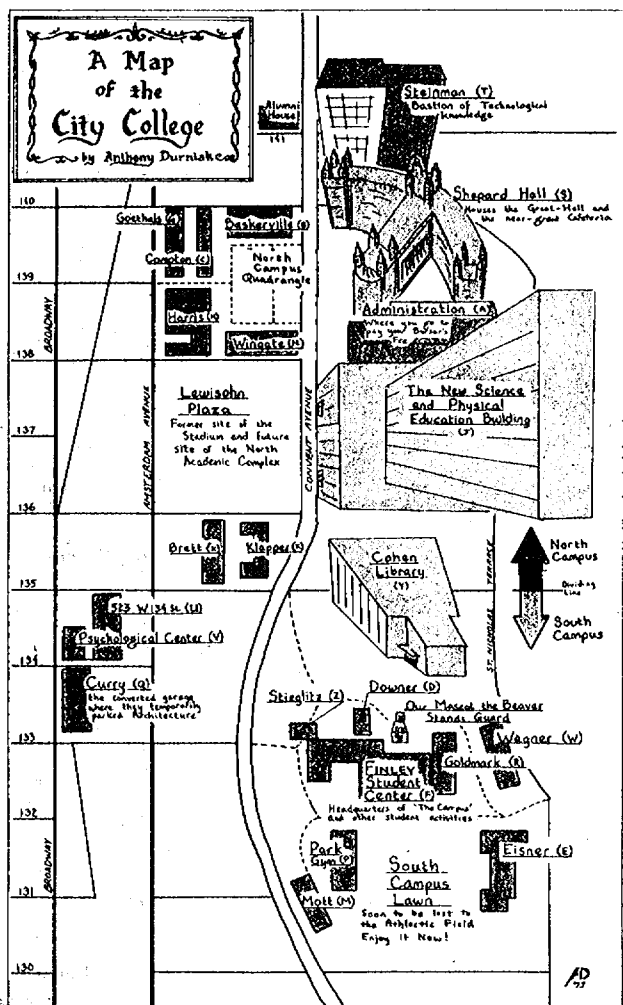 A Map
of the
City College
by Anthony Durniak
Alumni
House
141
Steinman (T)
Bastion of Technological
Knowledge
Shepard Hall (S)
Houses the Great-Hall and
the near-great Cafeteria
140
Goethals (G)
Baskerville (B)
Compton (C)
North
Campus
Quadrangle
139
Harris (H)
Wingate (N)
138
Administration (A)
Where you go to
pay your Bursar's
Fee
BROADWAY
AMSTERDAM AVENUE
CONVENT AVENUE
Lewisohn
Plaza
Former site of the
Stadium and future
site of the North
Academic Complex
The New Science
and Physical
Education Building
(J)
137
136
Brett (X)
Klapper (K)
Cohen
Library
(Y)
ST. NICHOLAS TERRACE
North
Campus
Dividing
Line
South
Campus
135
523 W 134 St. (U)
Psychological Center (V)
134
Curry (Q)
the converted garage
where they temporarily
parked Architecture
Stieglitz (Z)
Downer (D)
Our Mascot the Beaver
Stands Guard
Wagner (W)
133
Goldmark (R)
FINLEY
Student
Center (F)
Headquarters of 'The Campus'
and other student activities
132
BROADWAY
Park
Gym (P)
Eisner (E)
131
Mott (M)
South
Campus
Lawn
Soon to be lost to
the Athletic Field
Enjoy it Now!
130
AD